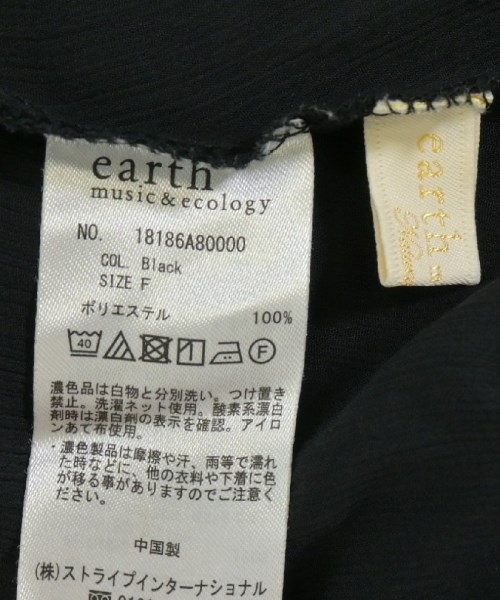 earth
music & ecology
NO. 18186A80000
COL. Black
SIZE F
ポリエステル 100%
40
F
濃色品は白物と分別洗い。つけ置き
禁止。洗濯ネット使用。酸素系漂白
剤時は漂白剤の表示を確認。アイロ
ンあて布使用。
・濃色製品は摩擦や汗、雨等で濡れ
た時などに、他の衣料や下着に色
が移る事がありますのでご注意く
ださい。
中国製
(株)ストライプインターナショナル
earth